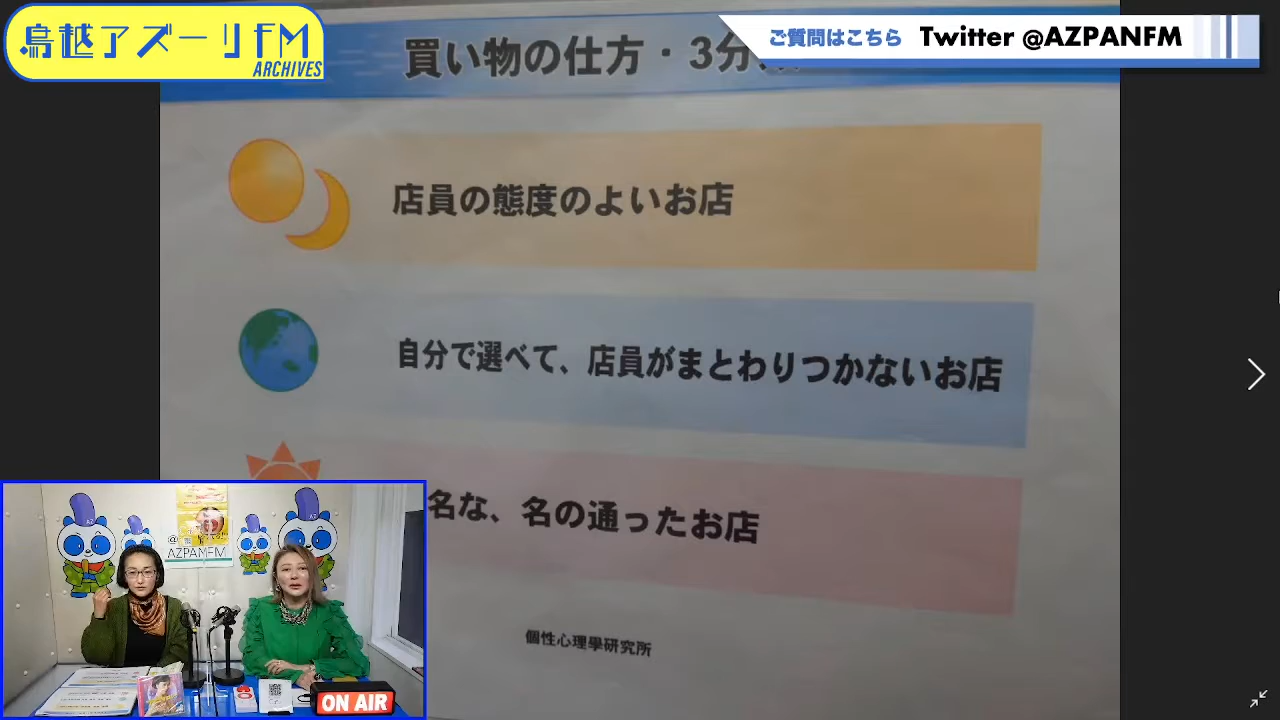 鳥越アズーリFM
ARCHIVES
ご質問はこちら Twitter @AZPANFM
買い物の仕方・3分
店員の態度のよいお店
自分で選べて、店員がまとわりつかないお店
名な、名の通ったお店
個性心理學研究所
AZPANFM
ON AIR